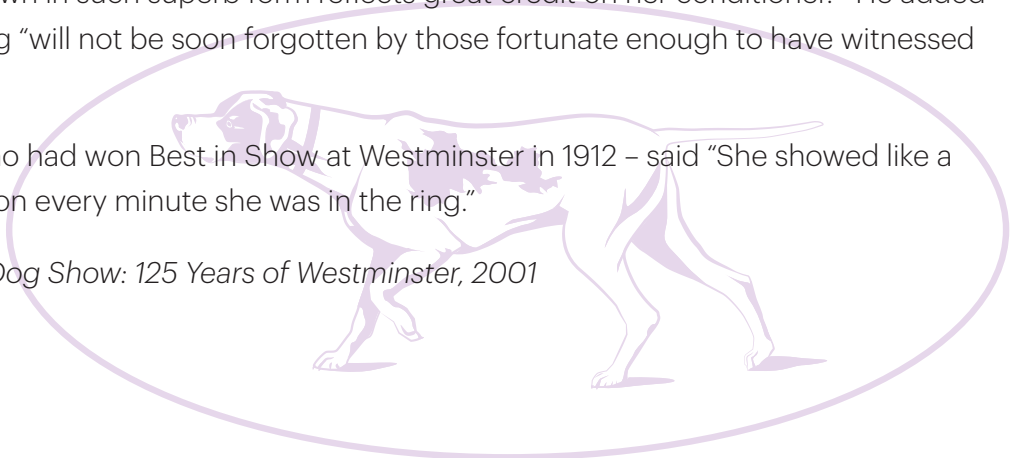 wn in such superb form reflects great credit on her conditioner.” He added
g “will not be soon forgotten by those fortunate enough to have witnessed
o had won Best in Show at Westminster in 1912 – said “She showed like a
on every minute she was in the ring.”
Dog Show: 125 Years of Westminster, 2001